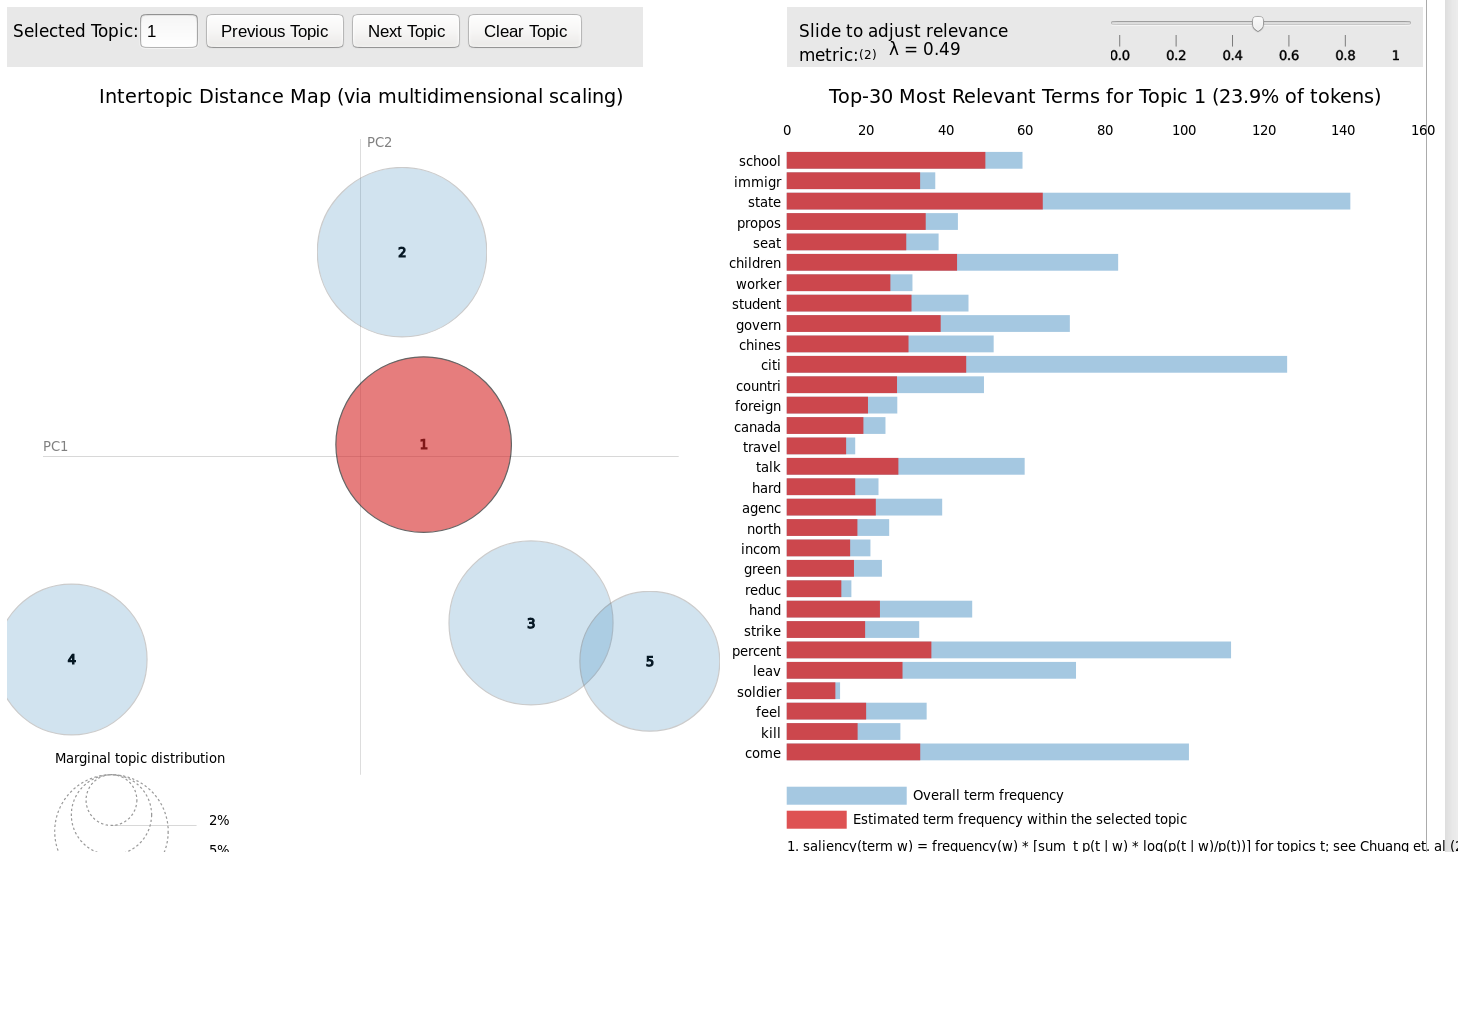 Selected Topic: 1 Previous Topic Next Topic Clear Topic
Slide to adjust relevance
metric:(2) λ = 0.49
0.0 0.2 0.4 0.6 0.8 1
Intertopic Distance Map (via multidimensional scaling)
PC2
PC1
2
1
3
5
4
Marginal topic distribution
2%
5%
Top-30 Most Relevant Terms for Topic 1 (23.9% of tokens)
0 20 40 60 80 100 120 140 160
school
immigr
state
propos
seat
children
worker
student
govern
chines
citi
countri
foreign
canada
travel
talk
hard
agenc
north
incom
green
reduc
hand
strike
percent
leav
soldier
feel
kill
come
Overall term frequency
Estimated term frequency within the selected topic
1. saliency(term w) = frequency(w) * [sum_t p(t | w) * log(p(t | w)/p(t))] for topics t; see Chuang et. al (2